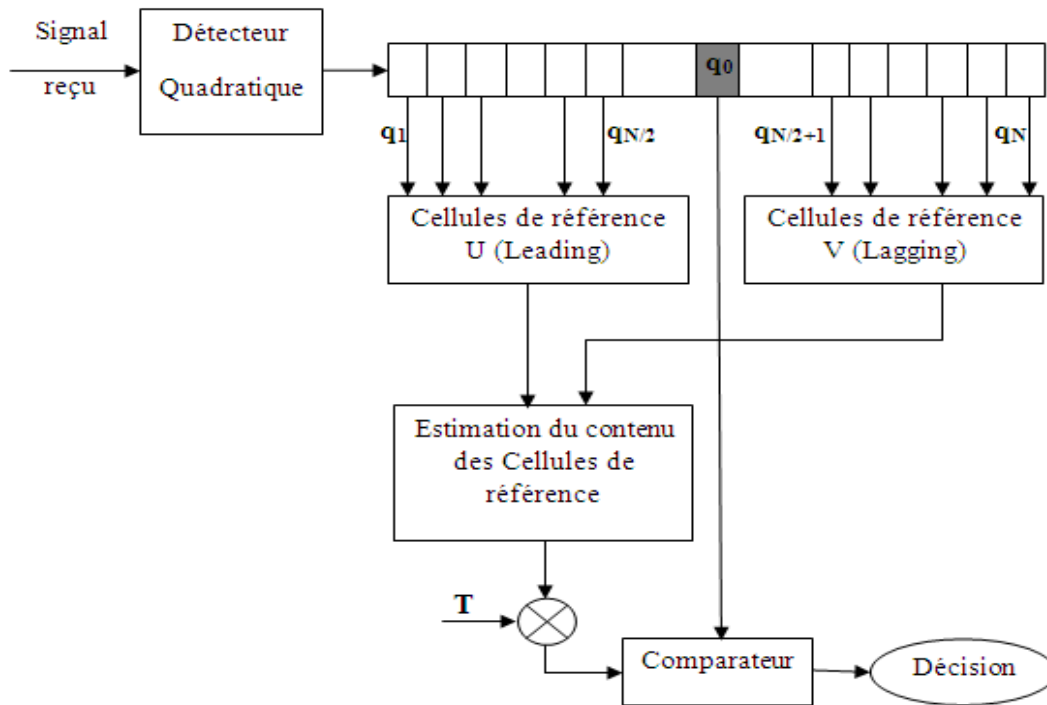 Signal
reçu
Détecteur
Quadratique
q0
q1
qN/2
qN/2+1
qN
Cellules de référence
U (Leading)
Cellules de référence
V (Lagging)
Estimation du contenu
des Cellules de
référence
T
Comparateur
Décision